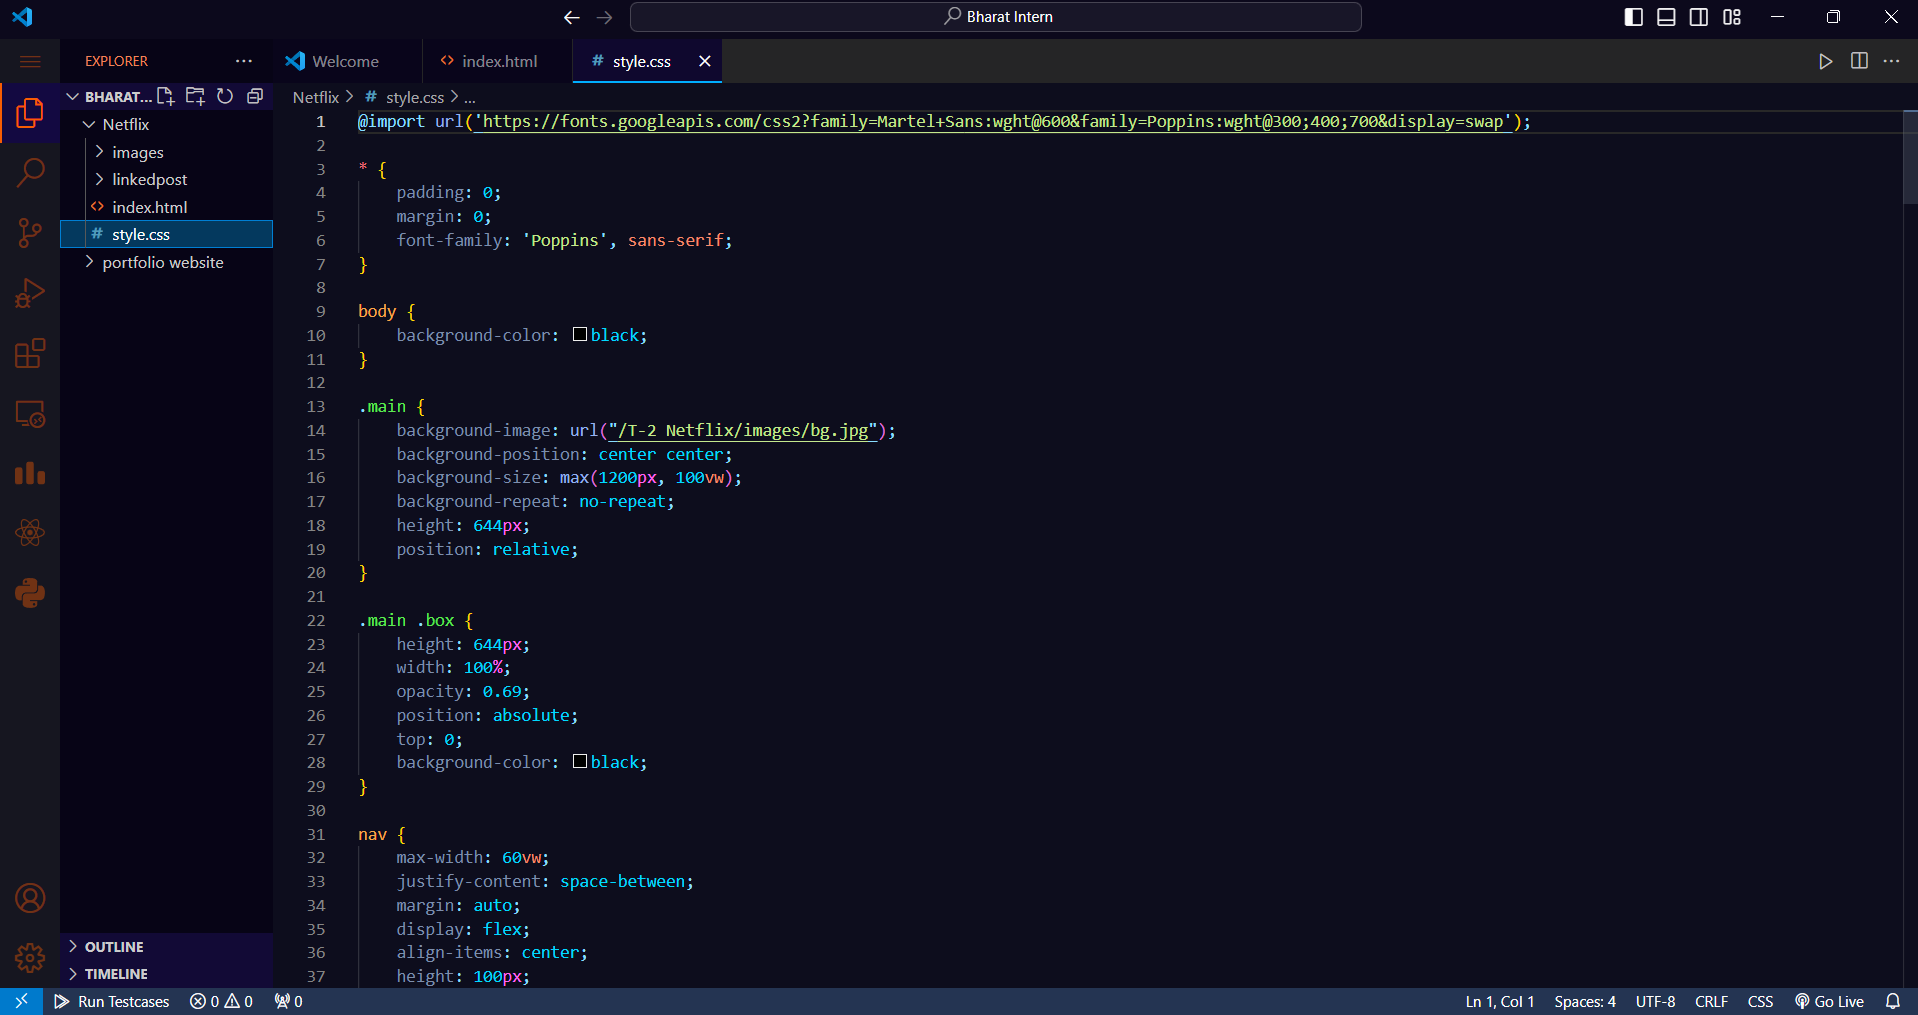 Bharat Intern
EXPLORER
Welcome
index.html
style.css
BHARAT...
Netflix
images
linkedpost
index.html
style.css
portfolio website
OUTLINE
TIMELINE
Netflix > # style.css > ...
1 @import url('https://fonts.googleapis.com/css2?family=Martel+Sans:wght@600&family=Poppins:wght@300;400;700&display=swap');
2
3 * {
4 padding: 0;
5 margin: 0;
6 font-family: 'Poppins', sans-serif;
7 }
8
9 body {
10 background-color: black;
11 }
12
13 .main {
14 background-image: url("/T-2 Netflix/images/bg.jpg");
15 background-position: center center;
16 background-size: max(1200px, 100vw);
17 background-repeat: no-repeat;
18 height: 644px;
19 position: relative;
20 }
21
22 .main .box {
23 height: 644px;
24 width: 100%;
25 opacity: 0.69;
26 position: absolute;
27 top: 0;
28 background-color: black;
29 }
30
31 nav {
32 max-width: 60vw;
33 justify-content: space-between;
34 margin: auto;
35 display: flex;
36 align-items: center;
37 height: 100px;
Run Testcases 0 0 0
Ln 1, Col 1 Spaces: 4 UTF-8 CRLF CSS Go Live